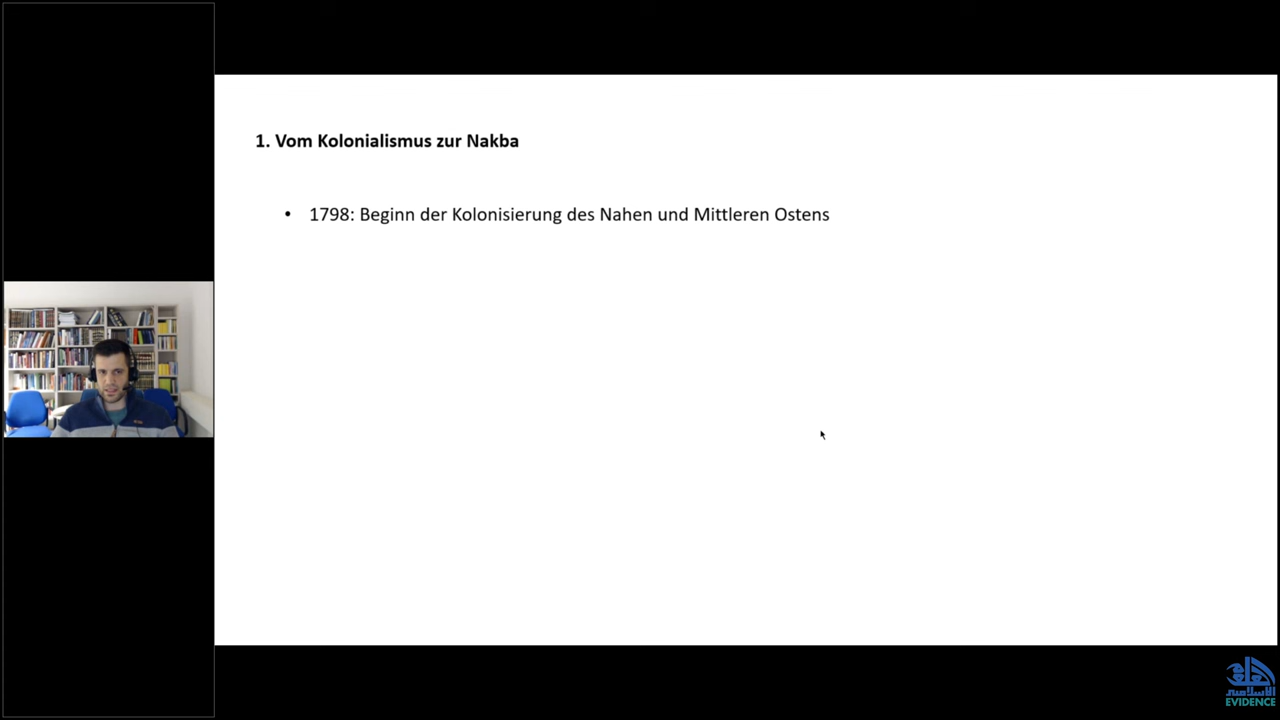 1. Vom Kolonialismus zur Nakba
• 1798: Beginn der Kolonisierung des Nahen und Mittleren Ostens
EVIDENCE